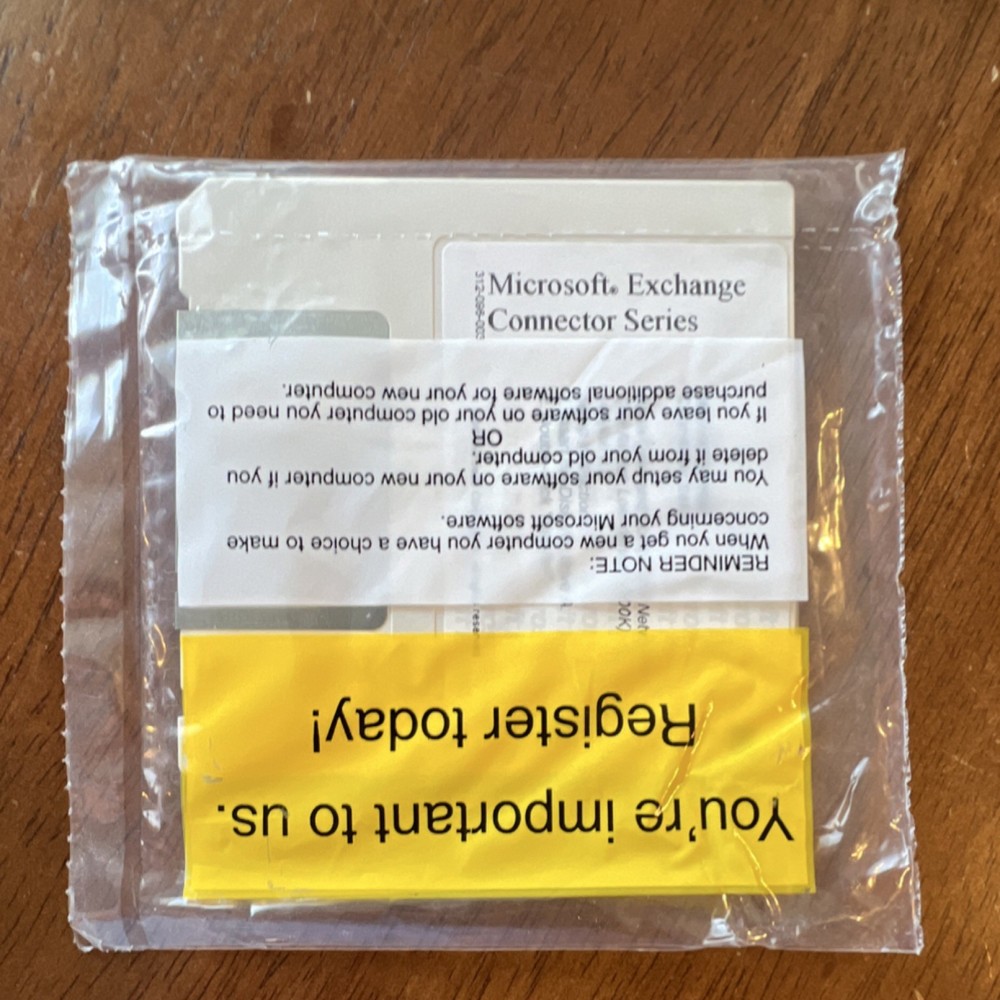 Microsoft® Exchange
Connector Series
REMINDER NOTE:
When you get a new computer you have a choice to make
concerning your Microsoft software.
You may setup your software on your new computer if you
delete it from your old computer.
OR
If you leave your software on your old computer you need to
purchase additional software for your new computer.
You're important to us.
Register today!